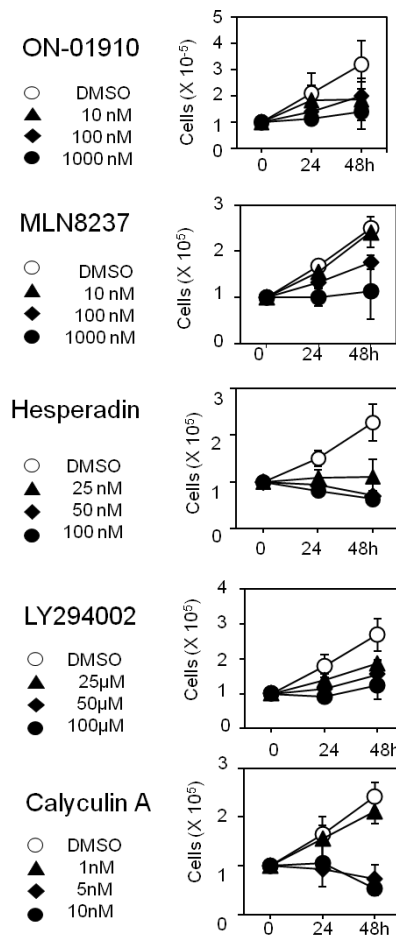 ON-01910
DMSO
10 nM
100 nM
1000 nM
Cells (X 10⁻⁵)
5
4
3
2
1
0
0 24 48h
MLN8237
DMSO
10 nM
100 nM
1000 nM
Cells (X 10⁵)
3
2
1
0
0 24 48h
Hesperadin
DMSO
25 nM
50 nM
100 nM
Cells (X 10⁵)
3
2
1
0
0 24 48h
LY294002
DMSO
25µM
50µM
100µM
Cells (X 10⁵)
4
3
2
1
0
0 24 48h
Calyculin A
DMSO
1nM
5nM
10nM
Cells (X 10⁵)
3
2
1
0
0 24 48h